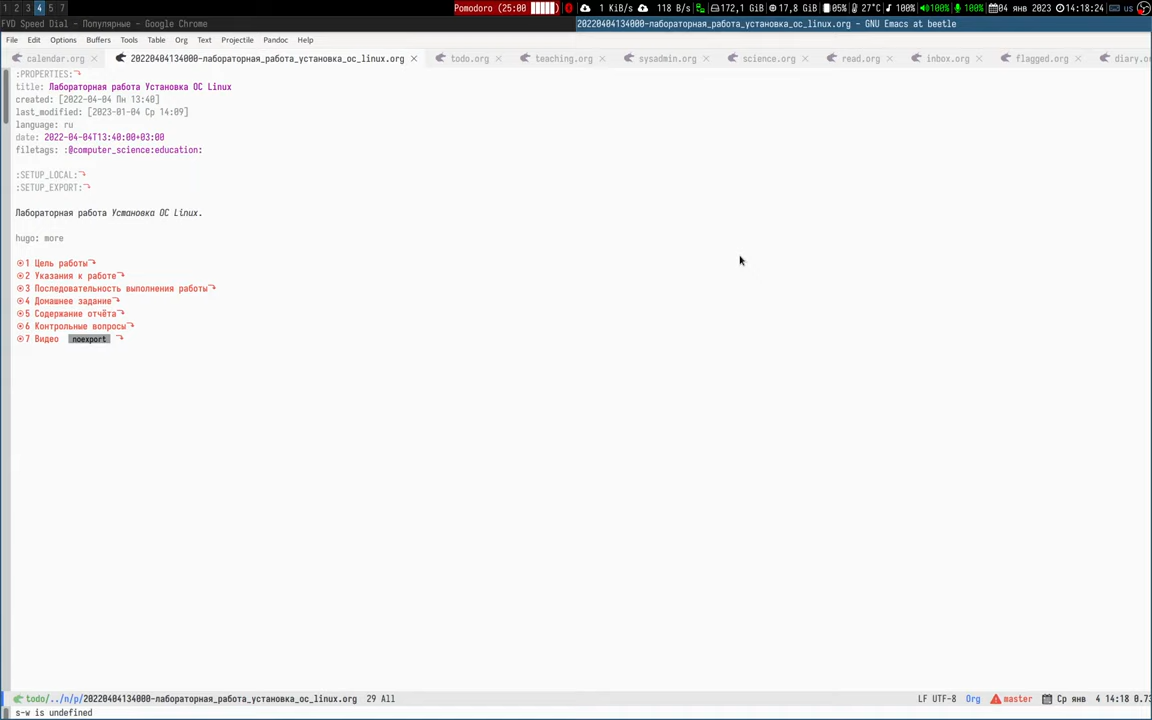 1 2 3 4 5 7 Pomodoro (25:00 1 KiB/s 118 B/s 172,1 GiB 17,8 GiB 05% 27°C 100% 100% 100% 04 янв 2023 14:18:24 us
FVD Speed Dial - Популярные - Google Chrome 20220404134000-лабораторная_работа_установка_ос_linux.org - GNU Emacs at beetle
File Edit Options Buffers Tools Table Org Text Projectile Pandoc Help
calendar.org 20220404134000-лабораторная_работа_установка_ос_linux.org todo.org teaching.org sysadmin.org science.org read.org inbox.org flagged.org diary.o
:PROPERTIES:
title: Лабораторная работа Установка ОС Linux
created: [2022-04-04 Пн 13:40]
last_modified: [2023-01-04 Ср 14:09]
language: ru
date: 2022-04-04T13:40:00+03:00
filetags: :@computer_science:education:
:SETUP_LOCAL:
:SETUP_EXPORT:
Лабораторная работа Установка ОС Linux.
hugo: more
1 Цель работы
2 Указания к работе
3 Последовательность выполнения работы
4 Домашнее задание
5 Содержание отчёта
6 Контрольные вопросы
7 Видео noexport
todo/../n/p/20220404134000-лабораторная_работа_установка_ос_linux.org 29 All LF UTF-8 Org master Ср янв 4 14:18 0.73
s-w is undefined